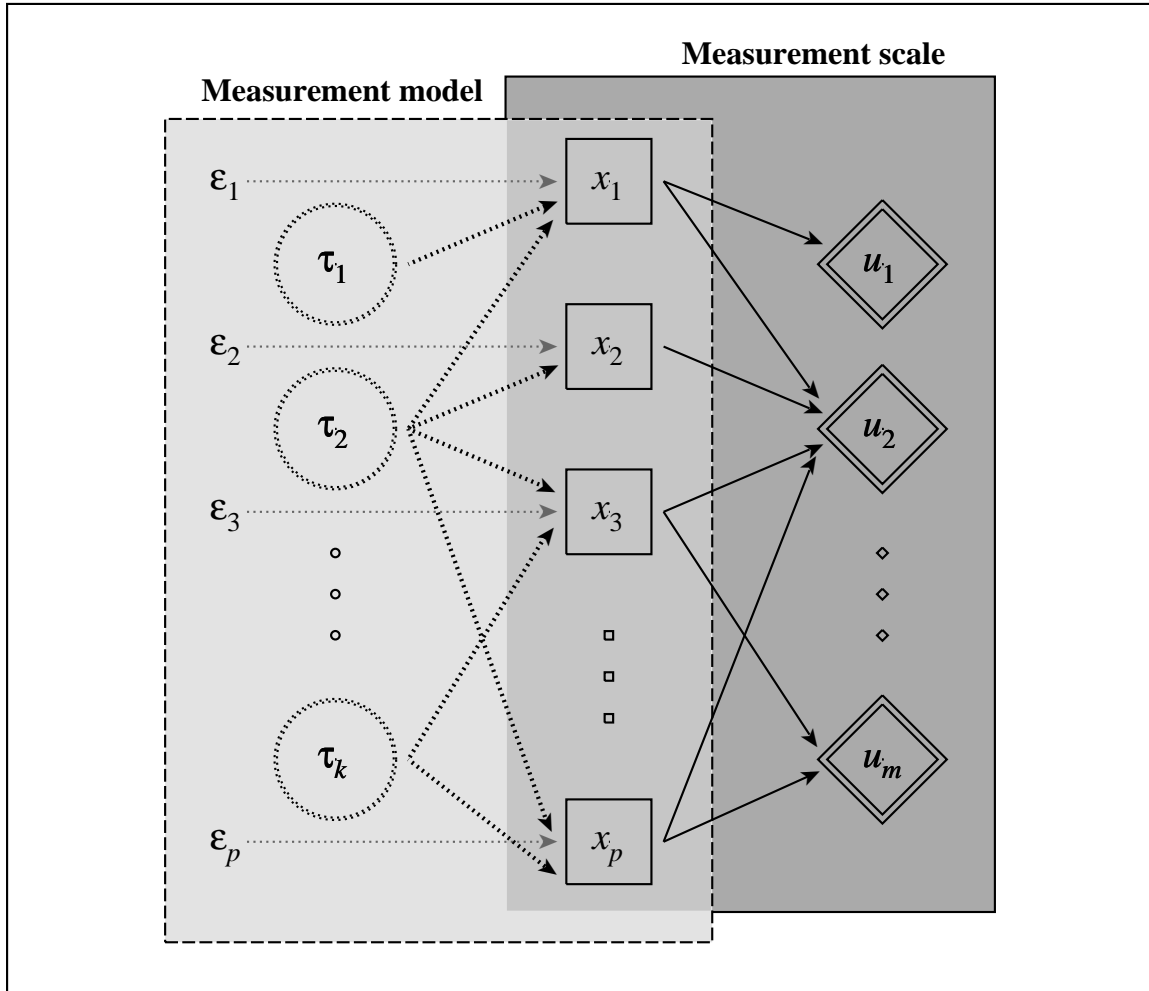 Measurement scale
Measurement model
ε1
x1
τ1
u1
ε2
x2
τ2
u2
ε3
x3
τk
um
εp
xp